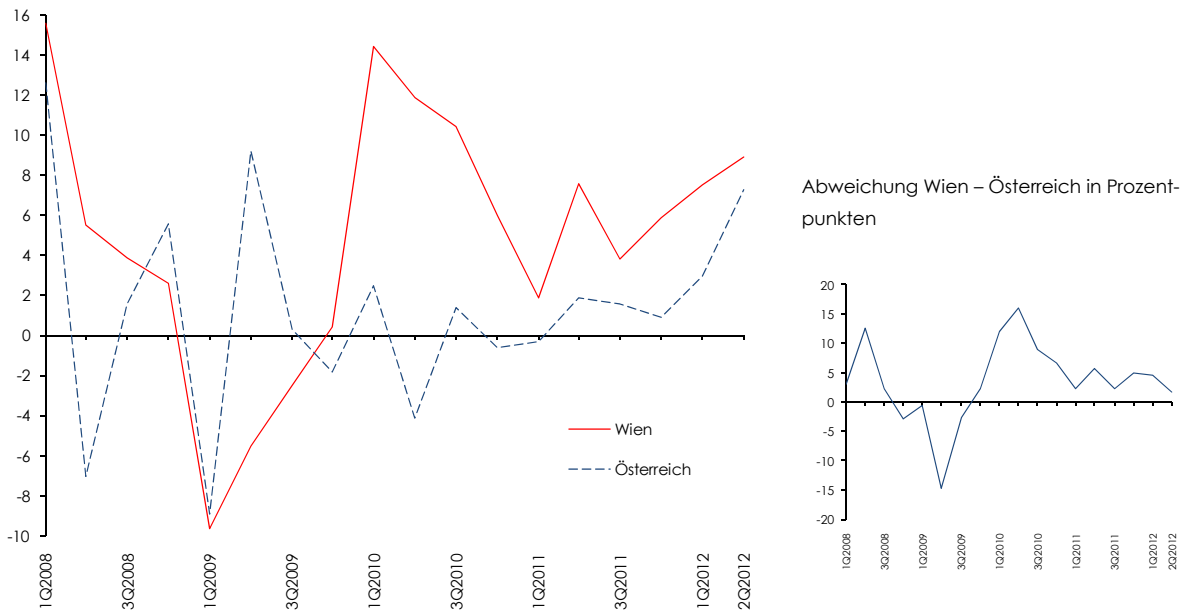 16
14
12
10
8
6
4
2
0
-2
-4
-6
-8
-10
1Q2008
3Q2008
1Q2009
3Q2009
1Q2010
3Q2010
1Q2011
3Q2011
1Q2012
2Q2012
Wien
Österreich
Abweichung Wien – Österreich in Prozent-
punkten
20
15
10
5
0
-5
-10
-15
-20
1Q2008
3Q2008
1Q2009
3Q2009
1Q2010
3Q2010
1Q2011
3Q2011
1Q2012
2Q2012